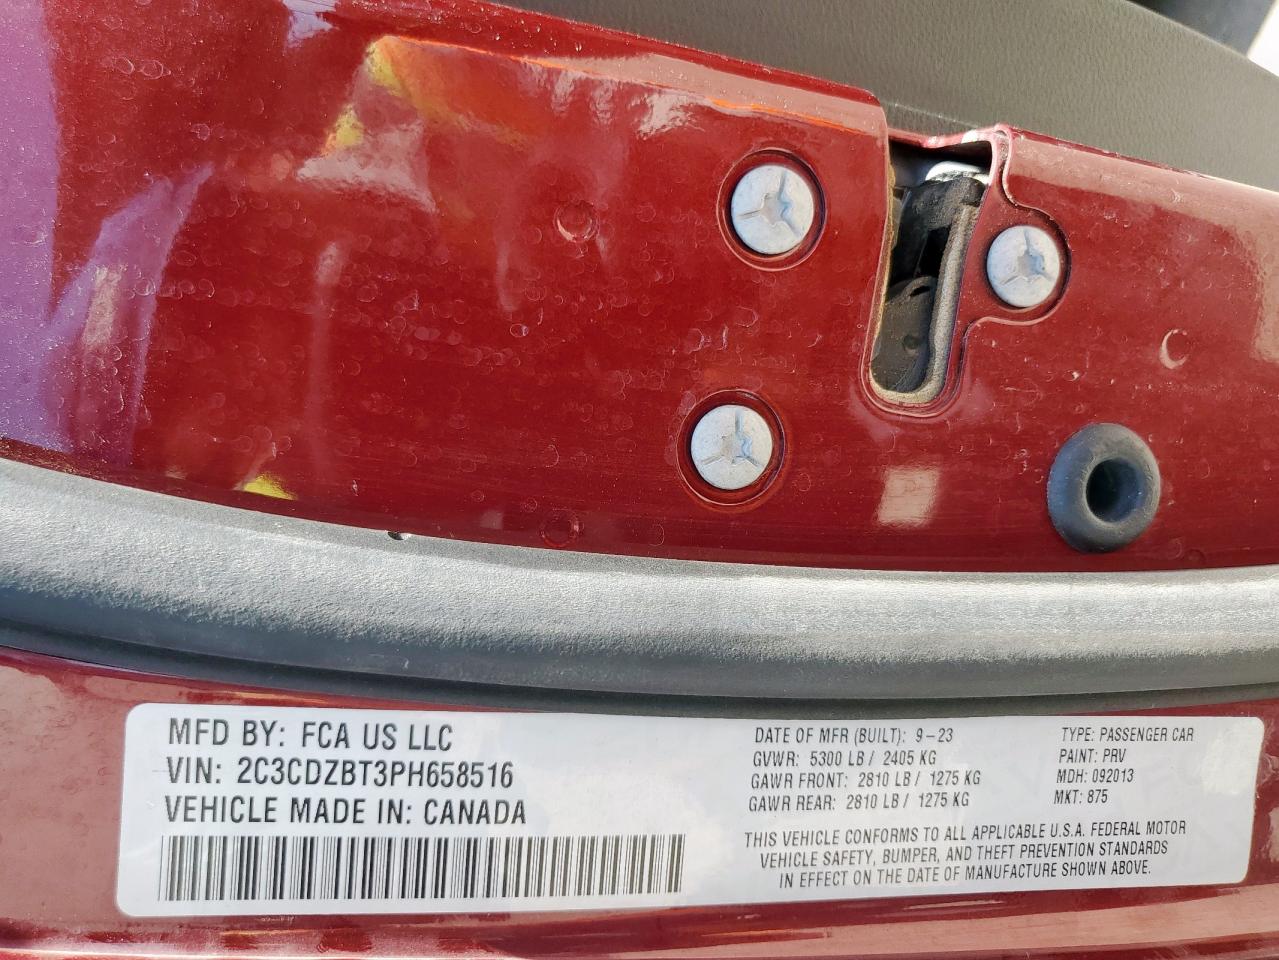 MFD BY: FCA US LLC
VIN: 2C3CDZBT3PH658516
VEHICLE MADE IN: CANADA
DATE OF MFR (BUILT): 9-23
GVWR: 5300 LB / 2405 KG
GAWR FRONT: 2810 LB / 1275 KG
GAWR REAR: 2810 LB / 1275 KG
TYPE: PASSENGER CAR
PAINT: PRV
MDH: 092013
MKT: 875
THIS VEHICLE CONFORMS TO ALL APPLICABLE U.S.A. FEDERAL MOTOR
VEHICLE SAFETY, BUMPER, AND THEFT PREVENTION STANDARDS
IN EFFECT ON THE DATE OF MANUFACTURE SHOWN ABOVE.